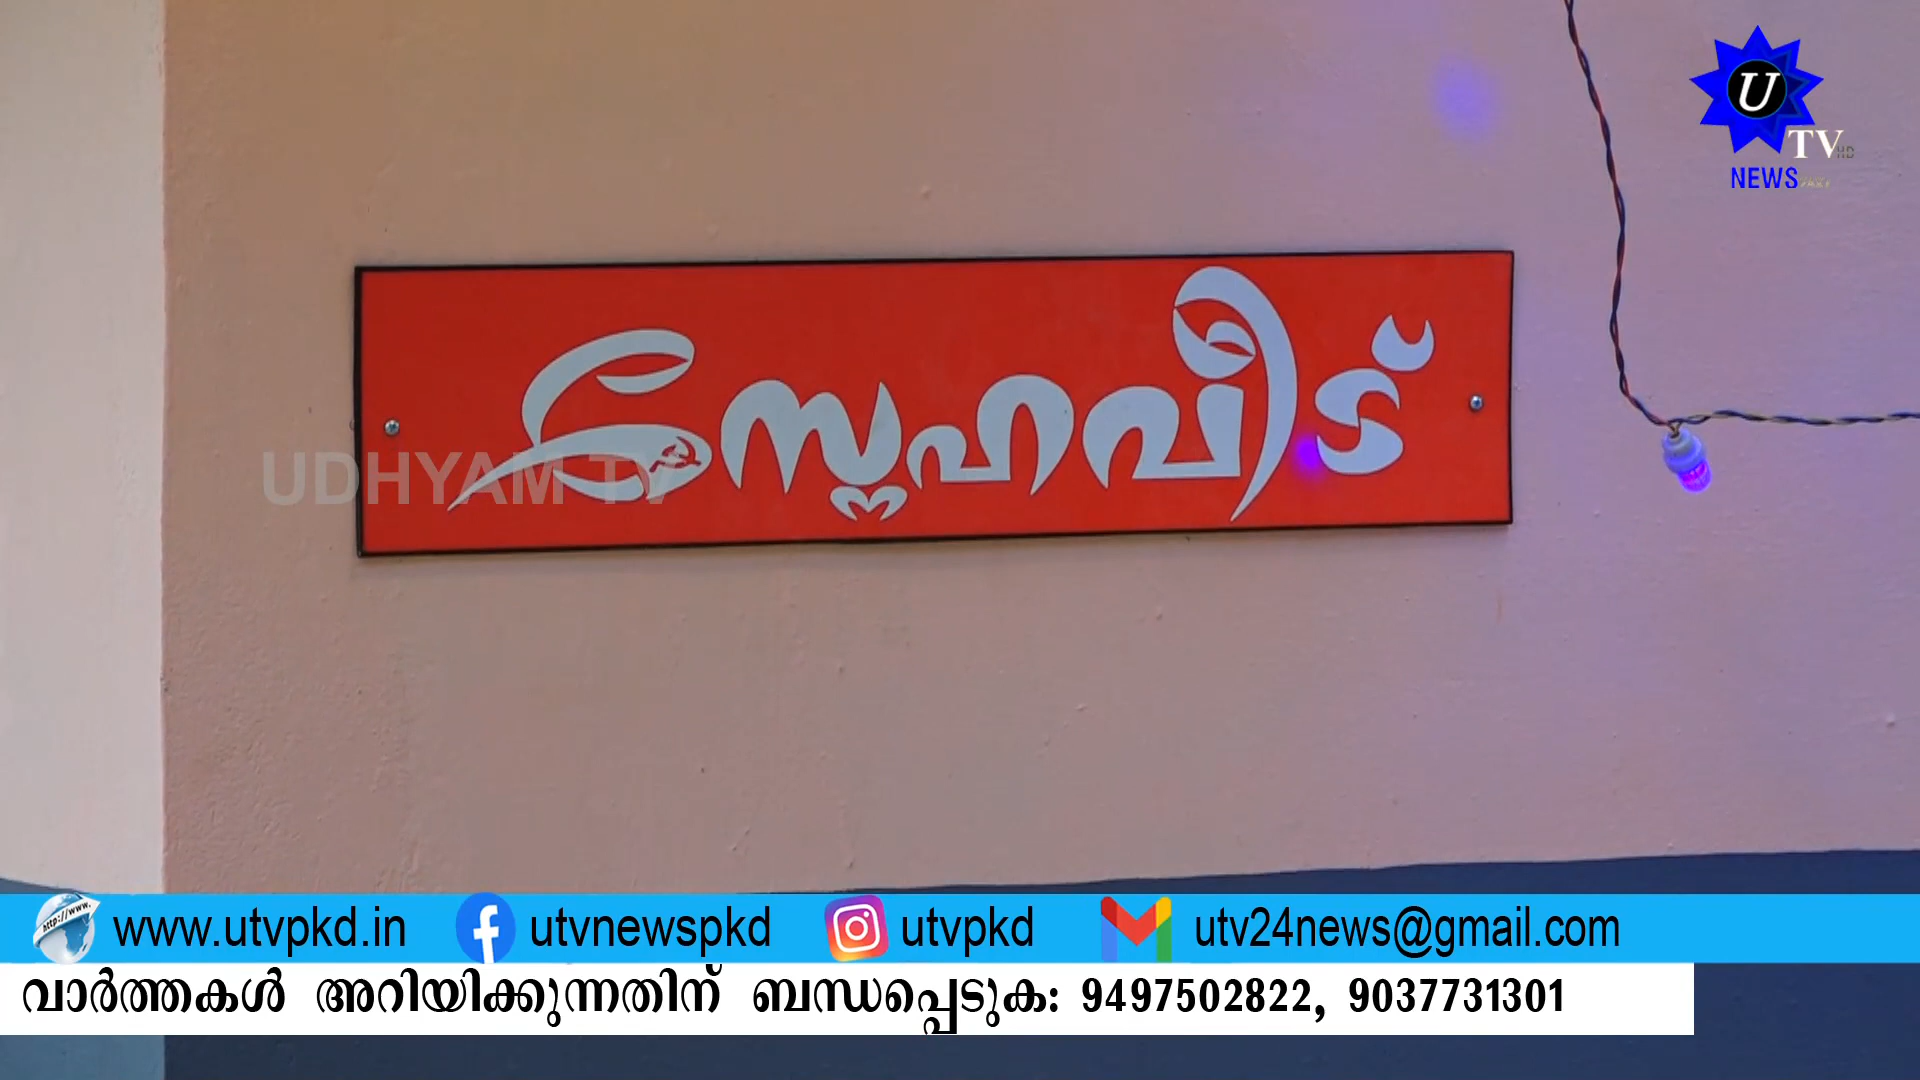 U
TV HD
NEWS
സ്നേഹവീട്
UDHYAM TV
www.utvpkd.in utvnewspkd utvpkd utv24news@gmail.com
വാർത്തകൾ അറിയിക്കുന്നതിന് ബന്ധപ്പെടുക: 9497502822, 9037731301